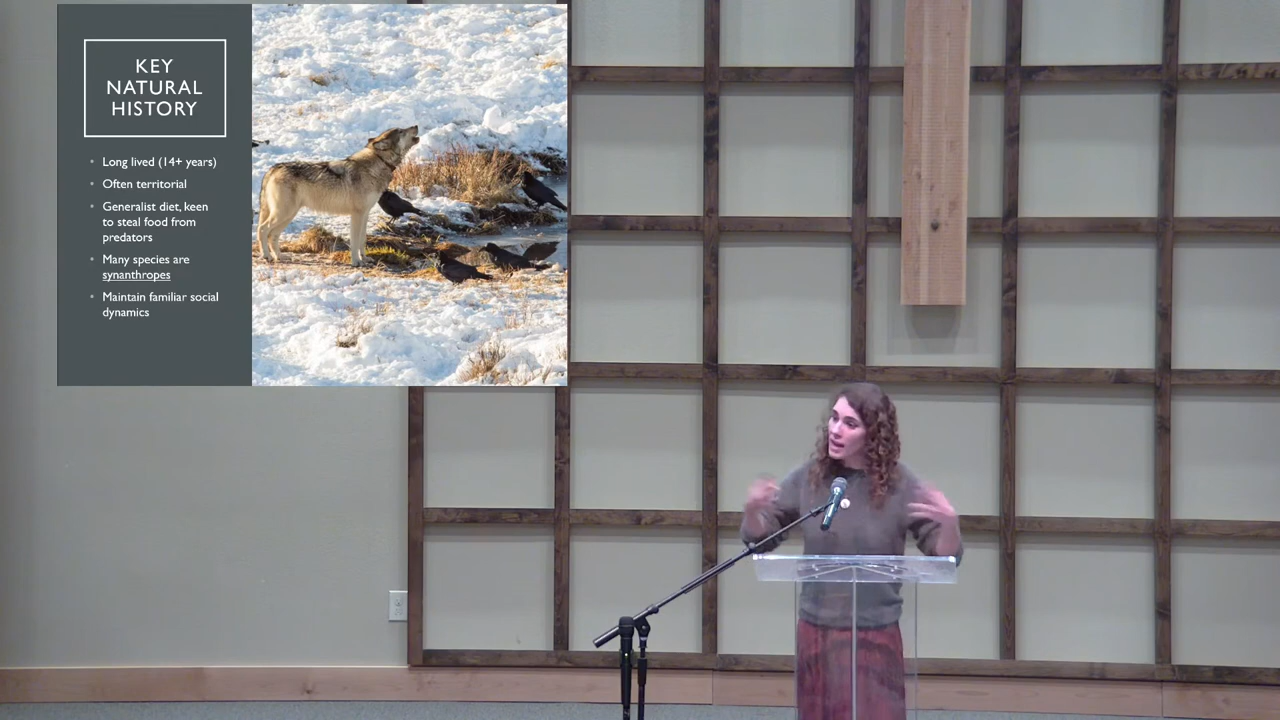 KEY
NATURAL
HISTORY
• Long lived (14+ years)
• Often territorial
• Generalist diet, keen
to steal food from
predators
• Many species are
synanthropes
• Maintain familiar social
dynamics